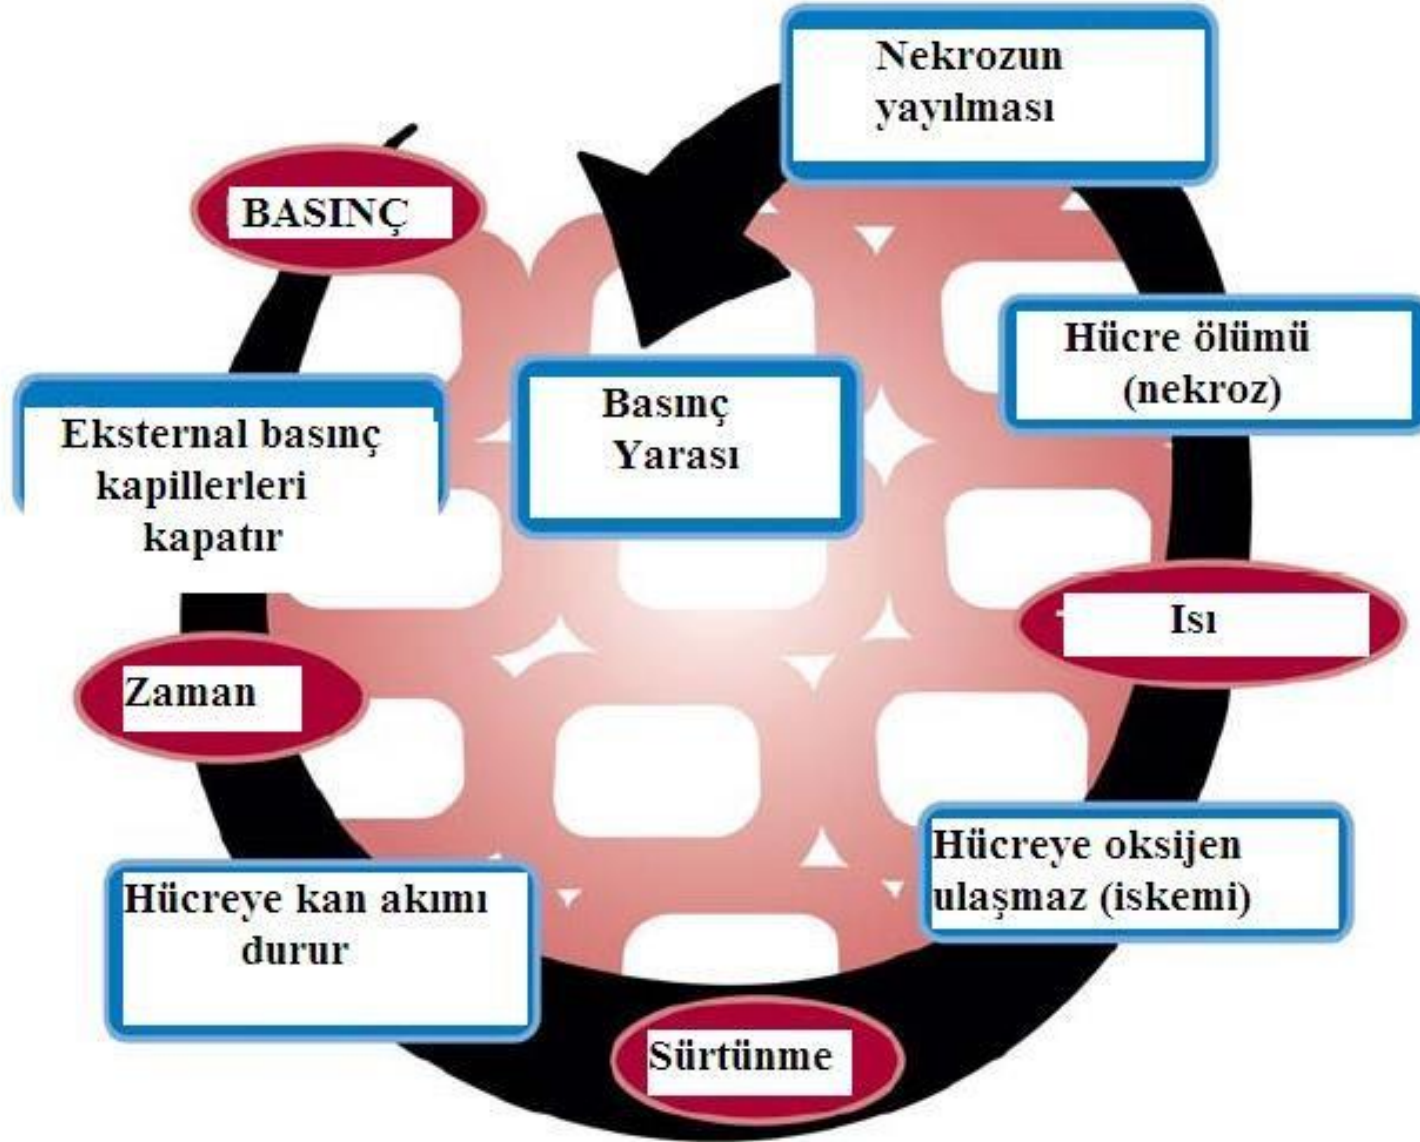 BASINÇ
Eksternal basınç
kapillerleri
kapatır
Zaman
Hücreye kan akımı
durur
Sürtünme
Hücreye oksijen
ulaşmaz (iskemi)
Isı
Hücre ölümü
(nekroz)
Nekrozun
yayılması
Basınç
Yarası